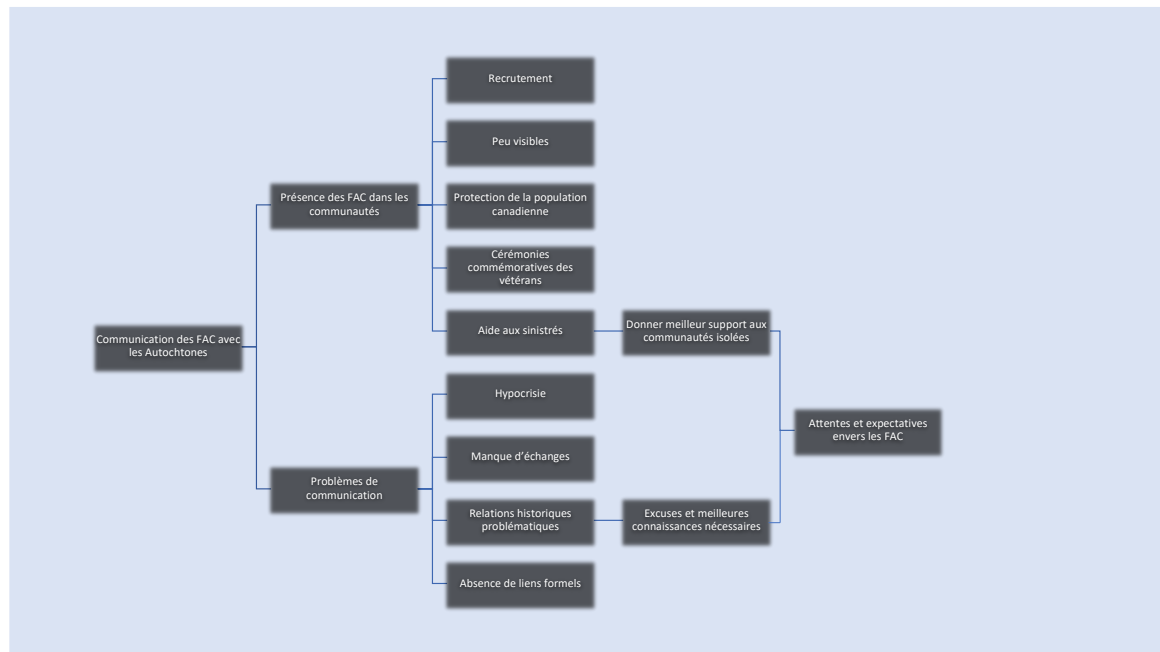 Recrutement
Peu visibles
Présence des FAC dans les
communautés
Protection de la population
canadienne
Cérémonies
commémoratives des
vétérans
Communication des FAC avec
les Autochtones
Aide aux sinistrés
Donner meilleur support aux
communautés isolées
Hypocrisie
Attentes et expectatives
envers les FAC
Manque d’échanges
Problèmes de
communication
Relations historiques
problématiques
Excuses et meilleures
connaissances nécessaires
Absence de liens formels